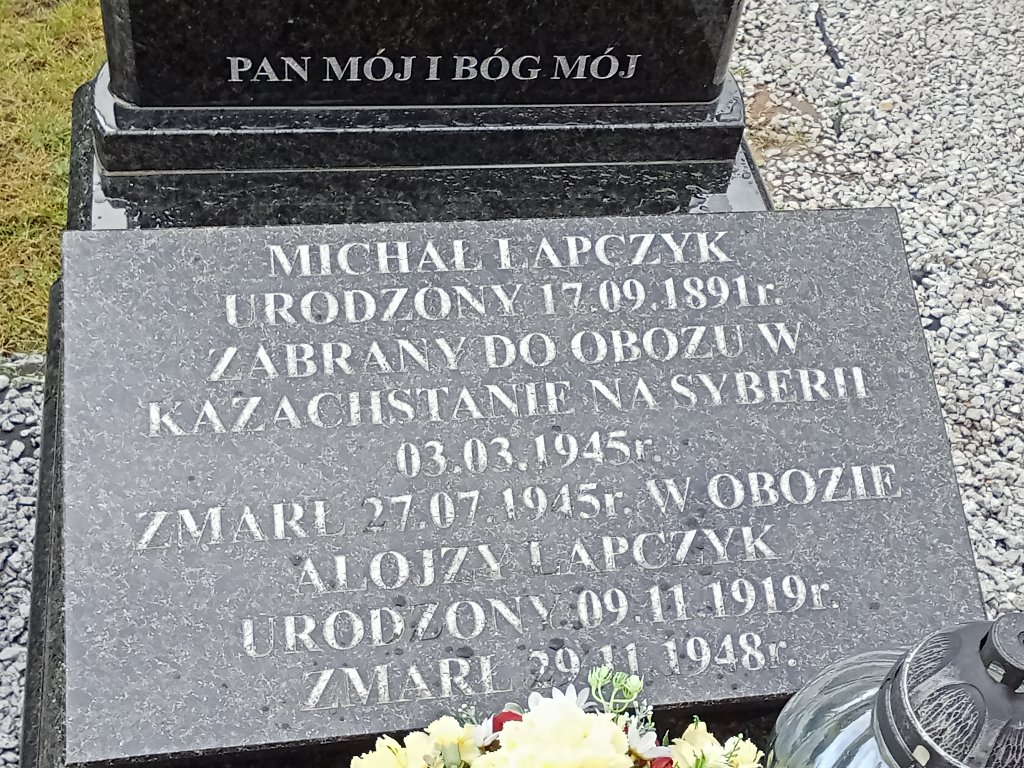 PAN MÓJ I BÓG MÓJ
MICHAŁ ŁAPCZYK
URODZONY 17.09.1891r.
ZABRANY DO OBOZU W
KAZACHSTANIE NA SYBERII
03.03.1945r.
ZMARŁ 27.07.1945r. W OBOZIE
ALOJZY ŁAPCZYK
URODZONY 09.11.1919r.
ZMARŁ 29.11.1948r.